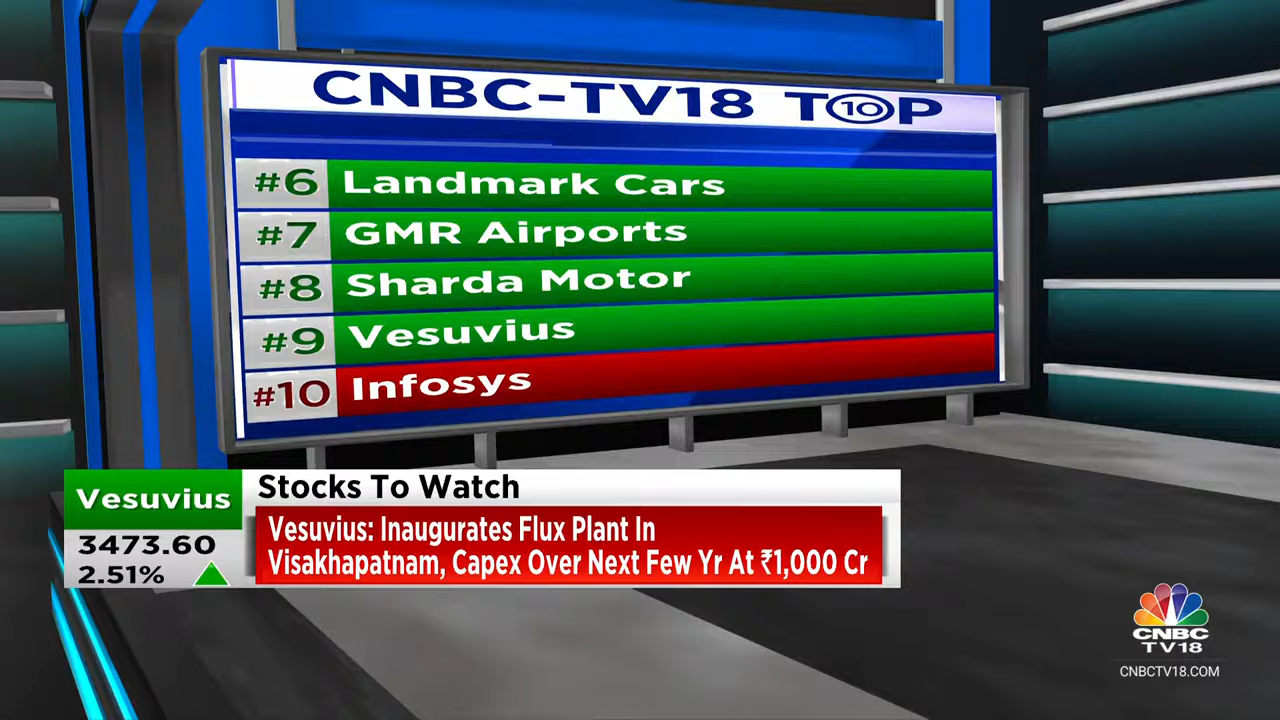 CNBC-TV18 T10P
#6 Landmark Cars
#7 GMR Airports
#8 Sharda Motor
#9 Vesuvius
#10 Infosys
Vesuvius
3473.60
2.51%
Stocks To Watch
Vesuvius: Inaugurates Flux Plant In
Visakhapatnam, Capex Over Next Few Yr At ₹1,000 Cr
CNBC
TV18
CNBCTV18.COM